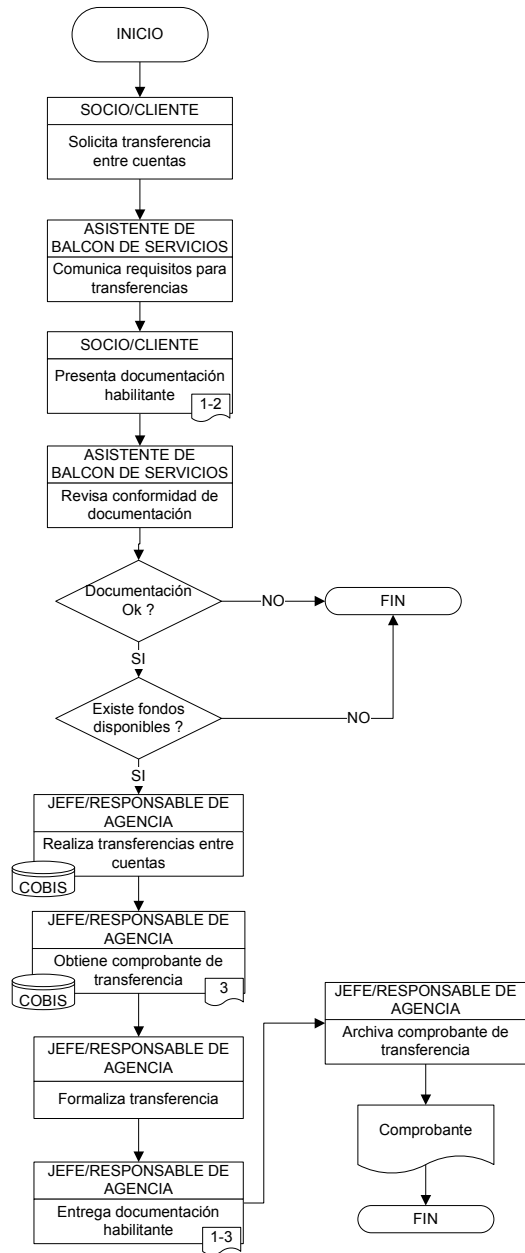 INICIO
SOCIO/CLIENTE
Solicita transferencia
entre cuentas
ASISTENTE DE
BALCON DE SERVICIOS
Comunica requisitos para
transferencias
SOCIO/CLIENTE
Presenta documentación
habilitante
1-2
ASISTENTE DE
BALCON DE SERVICIOS
Revisa conformidad de
documentación
Documentación
Ok ?
NO
FIN
SI
Existe fondos
disponibles ?
NO
SI
JEFE/RESPONSABLE DE
AGENCIA
Realiza transferencias entre
cuentas
COBIS
JEFE/RESPONSABLE DE
AGENCIA
Obtiene comprobante de
transferencia
3
COBIS
JEFE/RESPONSABLE DE
AGENCIA
Formaliza transferencia
JEFE/RESPONSABLE DE
AGENCIA
Entrega documentación
habilitante
1-3
JEFE/RESPONSABLE DE
AGENCIA
Archiva comprobante de
transferencia
Comprobante
FIN